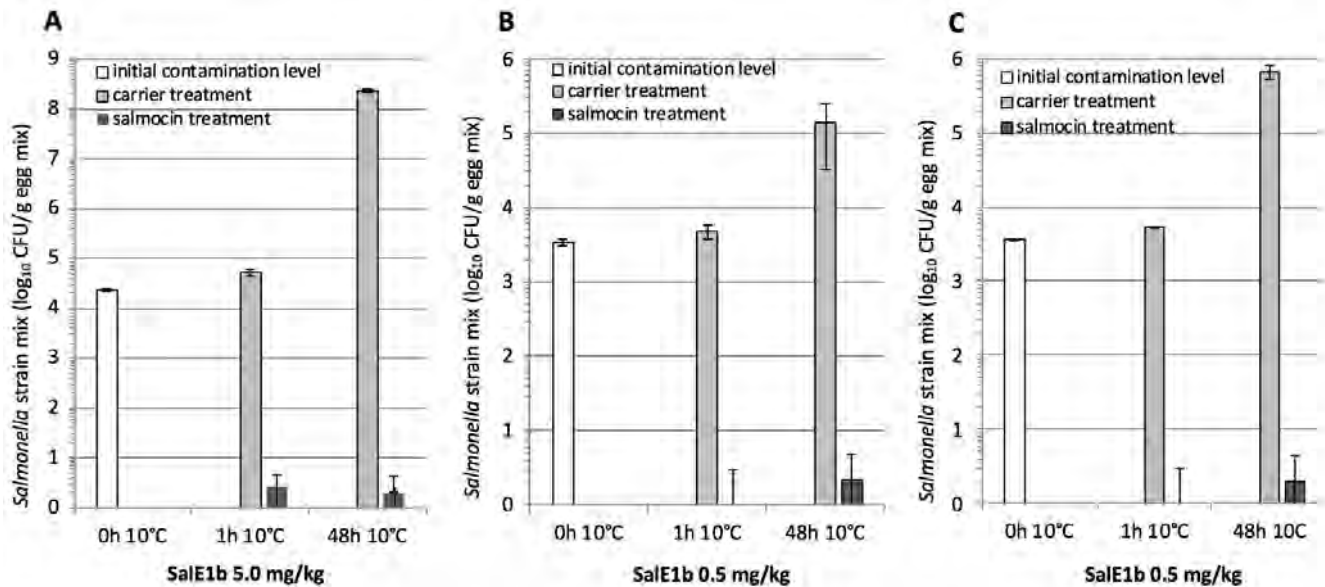 A
Salmonella strain mix (log₁₀ CFU/g egg mix)
9
8
7
6
5
4
3
2
1
0
initial contamination level
carrier treatment
salmocin treatment
0h 10°C 1h 10°C 48h 10°C
SalE1b 5.0 mg/kg
B
Salmonella strain mix (log₁₀ CFU/g egg mix)
6
5
4
3
2
1
0
initial contamination level
carrier treatment
salmocin treatment
0h 10°C 1h 10°C 48h 10°C
SalE1b 0.5 mg/kg
C
Salmonella strain mix (log₁₀ CFU/g egg mix)
6
5
4
3
2
1
0
initial contamination level
carrier treatment
salmocin treatment
0h 10°C 1h 10°C 48h 10°C
SalE1b 0.5 mg/kg